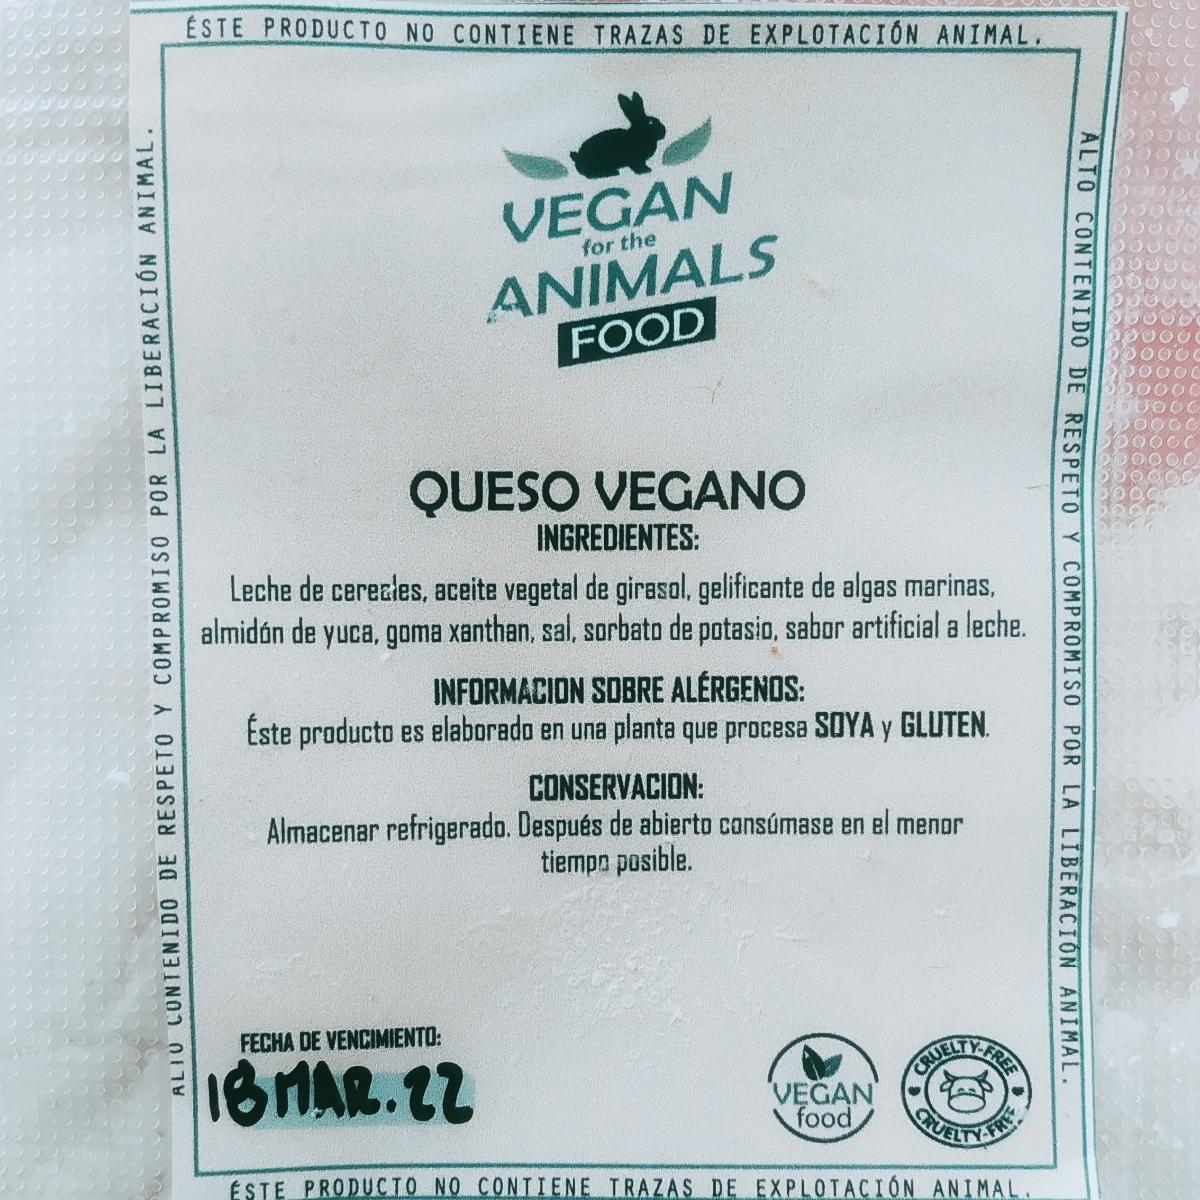 ÉSTE PRODUCTO NO CONTIENE TRAZAS DE EXPLOTACIÓN ANIMAL.
ALTO CONTENIDO DE RESPETO Y COMPROMISO POR LA LIBERACIÓN ANIMAL.
ALTO CONTENIDO DE RESPETO Y COMPROMISO POR LA LIBERACIÓN ANIMAL.
VEGAN
for the
ANIMALS
FOOD
QUESO VEGANO
INGREDIENTES:
Leche de cereales, aceite vegetal de girasol, gelificante de algas marinas,
almidón de yuca, goma xanthan, sal, sorbato de potasio, sabor artificial a leche.
INFORMACION SOBRE ALÉRGENOS:
Éste producto es elaborado en una planta que procesa SOYA y GLUTEN.
CONSERVACION:
Almacenar refrigerado. Después de abierto consúmase en el menor
tiempo posible.
FECHA DE VENCIMIENTO:
18 MAR. 22
VEGAN
food
CRUELTY-FREE
CRUELTY-FREE
ÉSTE PRODUCTO NO CONTIENE TRAZAS DE EXPLOTACIÓN ANIMAL.